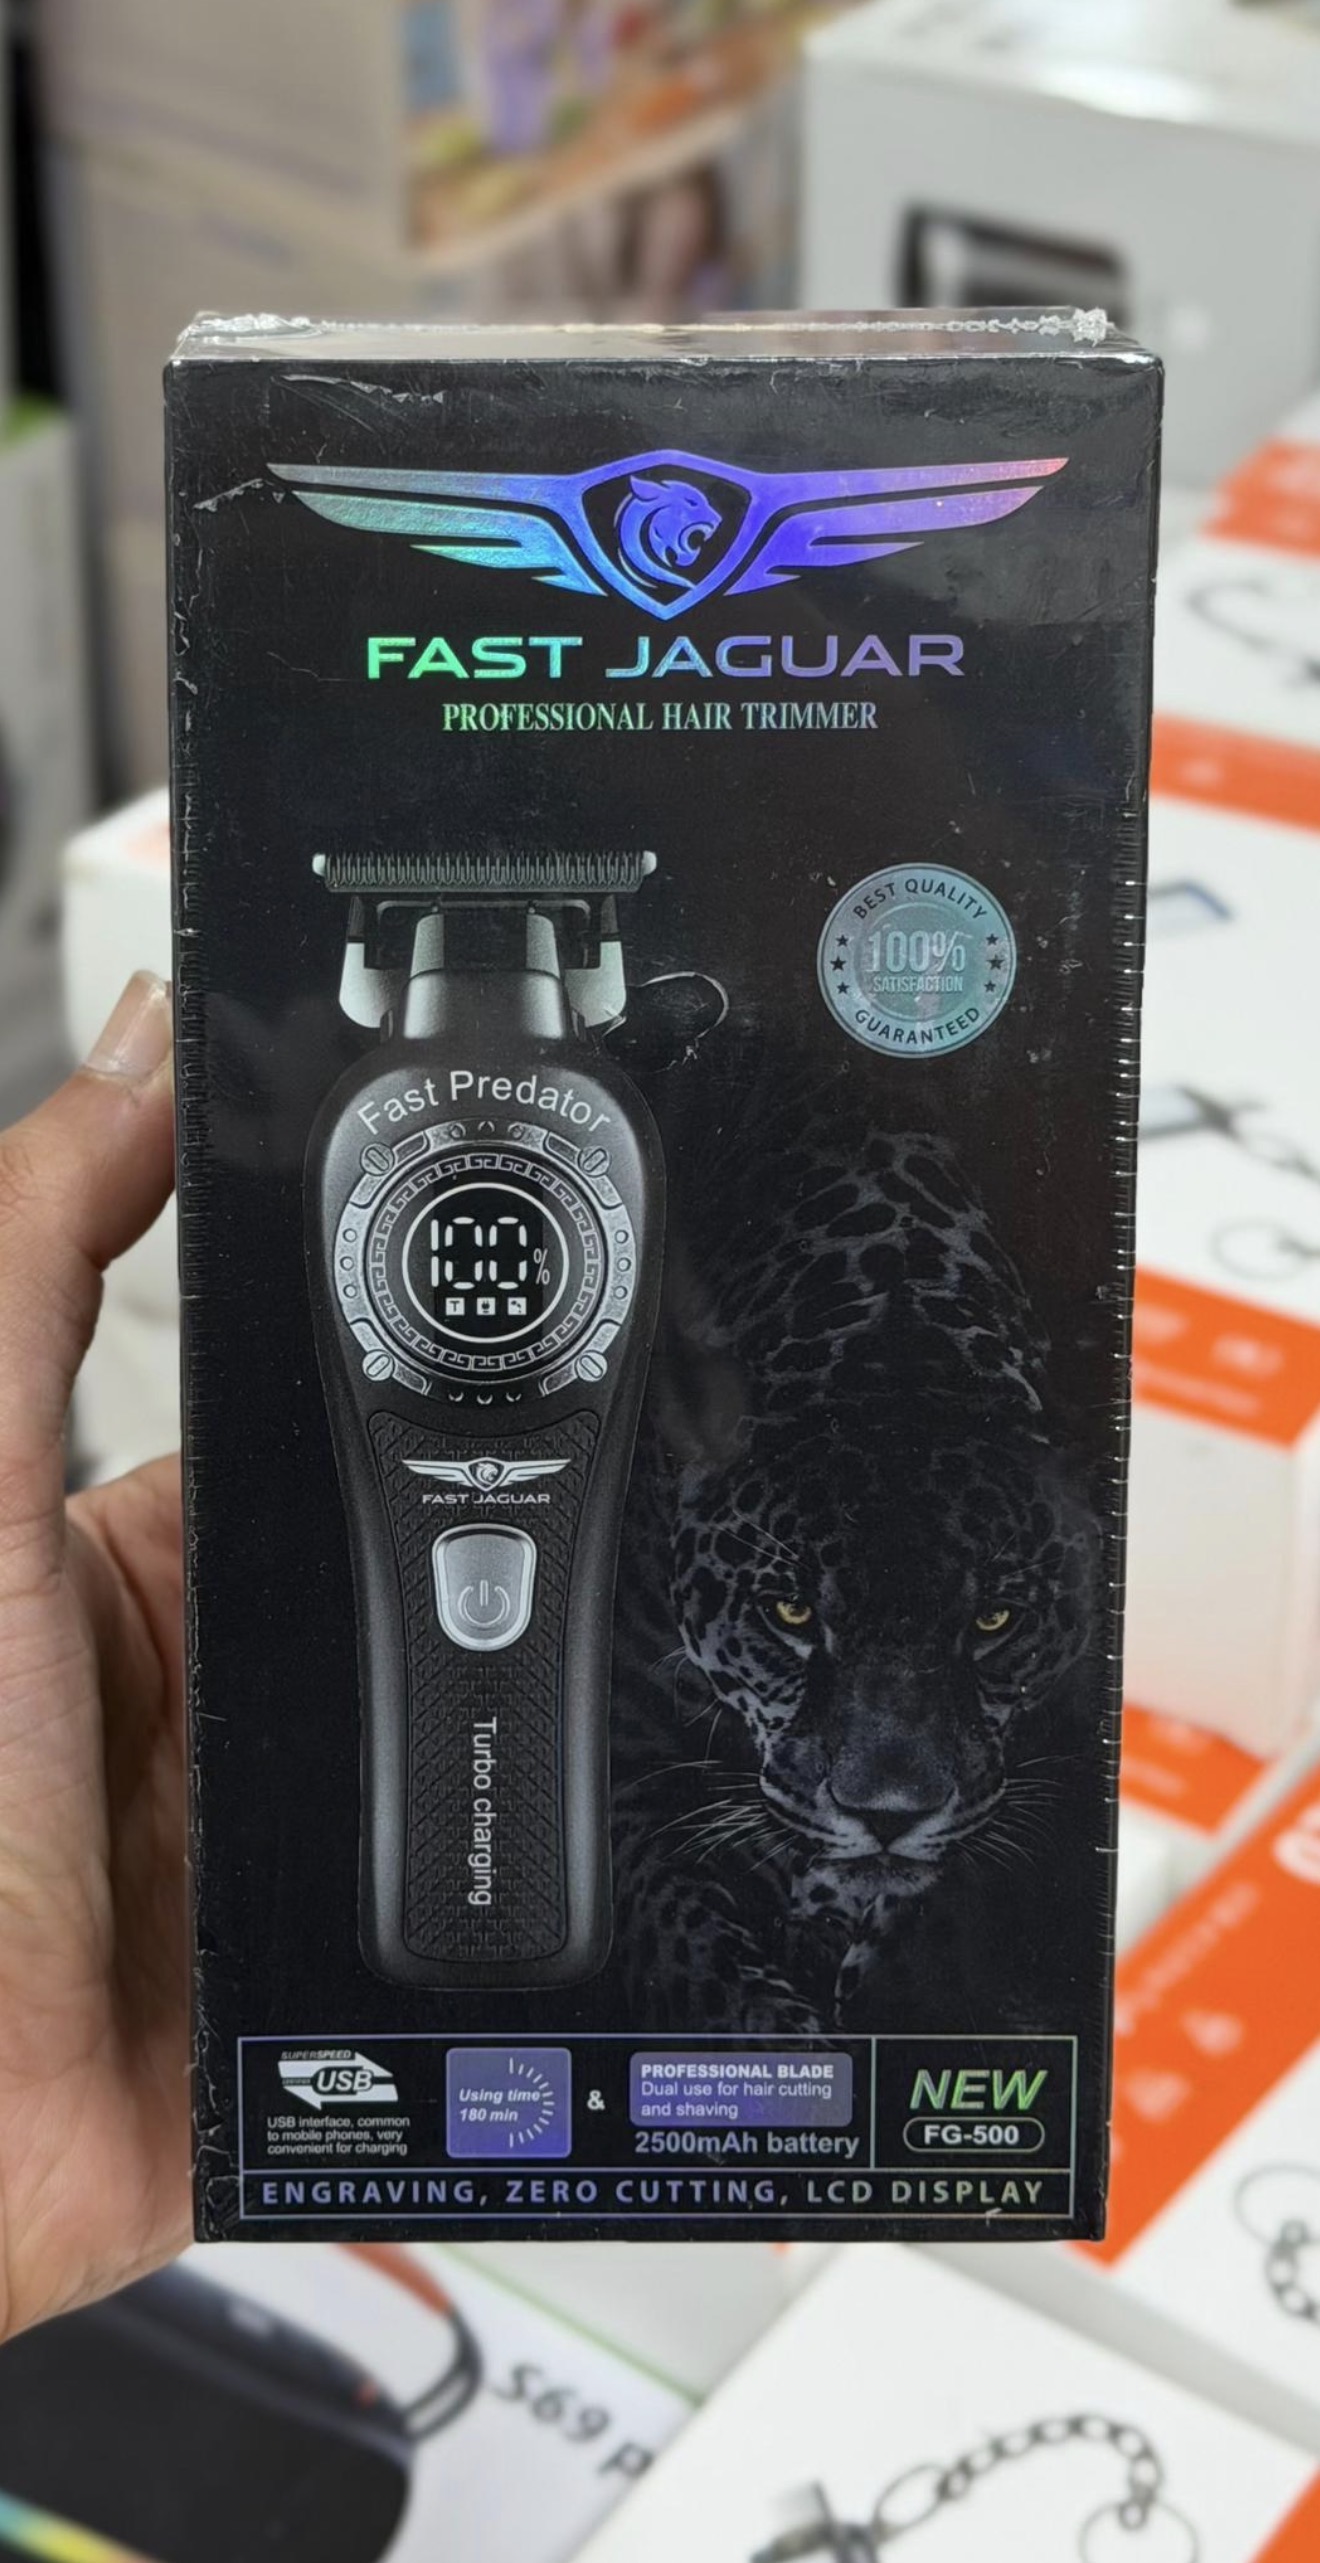 FAST JAGUAR
PROFESSIONAL HAIR TRIMMER
BEST QUALITY
100%
SATISFACTION
GUARANTEED
Fast Predator
100%
T
FAST JAGUAR
Turbo charging
SUPERSPEED
USB
USB interface, common
to mobile phones, very
convenient for charging
Using time
180 min
&
PROFESSIONAL BLADE
Dual use for hair cutting
and shaving
2500mAh battery
NEW
FG-500
ENGRAVING, ZERO CUTTING, LCD DISPLAY
S69 P